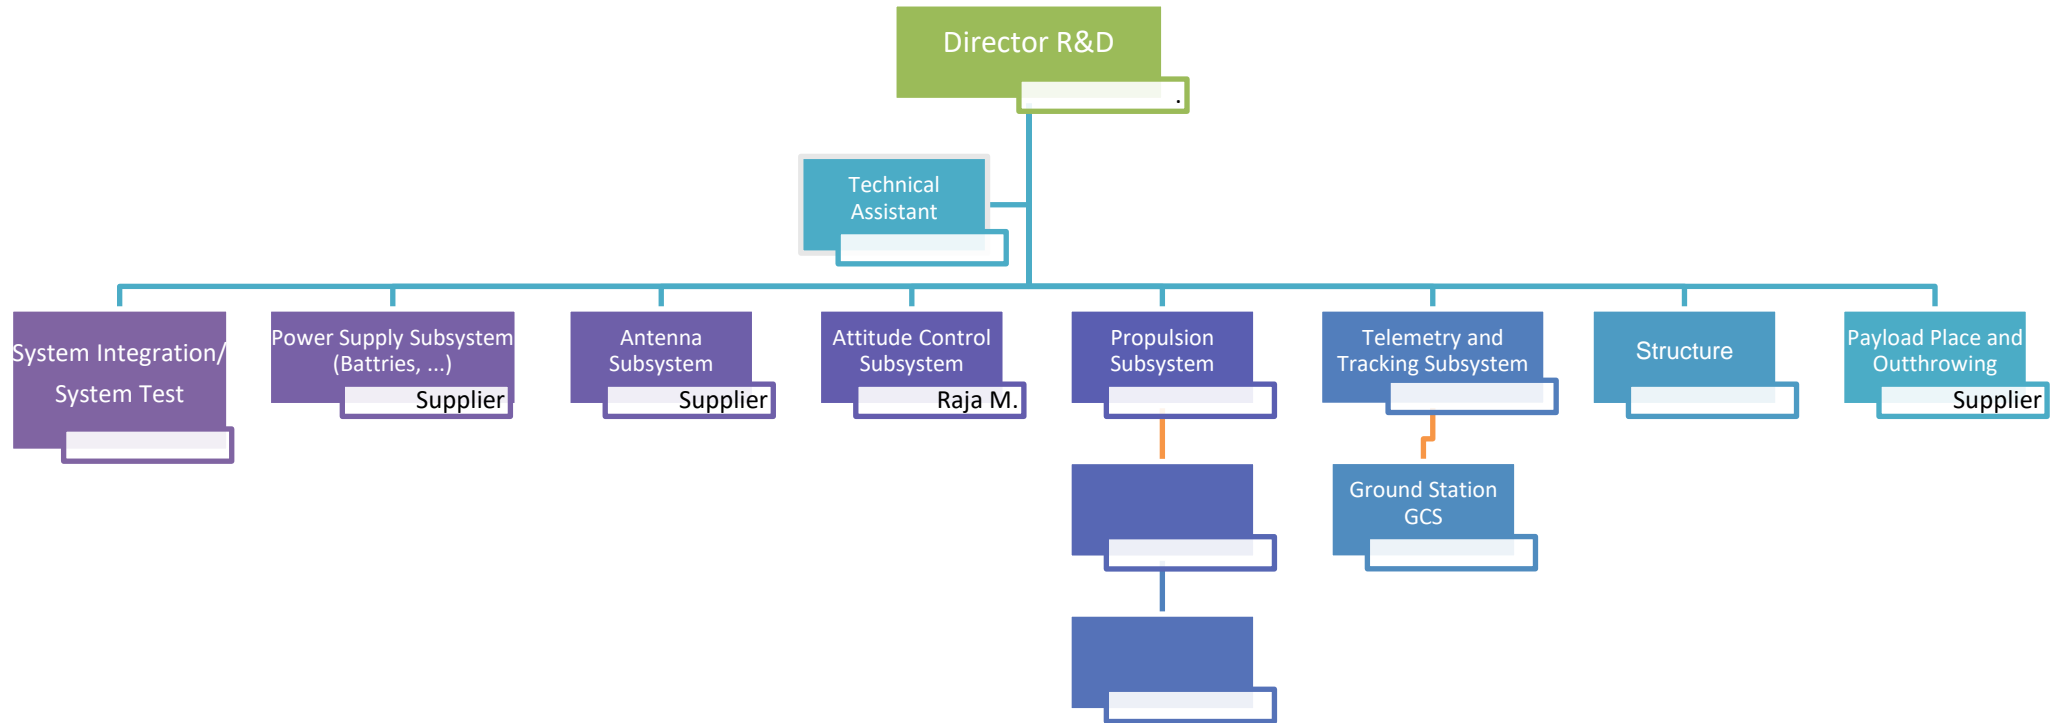 Director R&D
.
Technical
Assistant
System Integration/
System Test
Power Supply Subsystem
(Battries, ...)
Supplier
Antenna
Subsystem
Supplier
Attitude Control
Subsystem
Raja M.
Propulsion
Subsystem
Telemetry and
Tracking Subsystem
Structure
Payload Place and
Outthrowing
Supplier
Ground Station
GCS